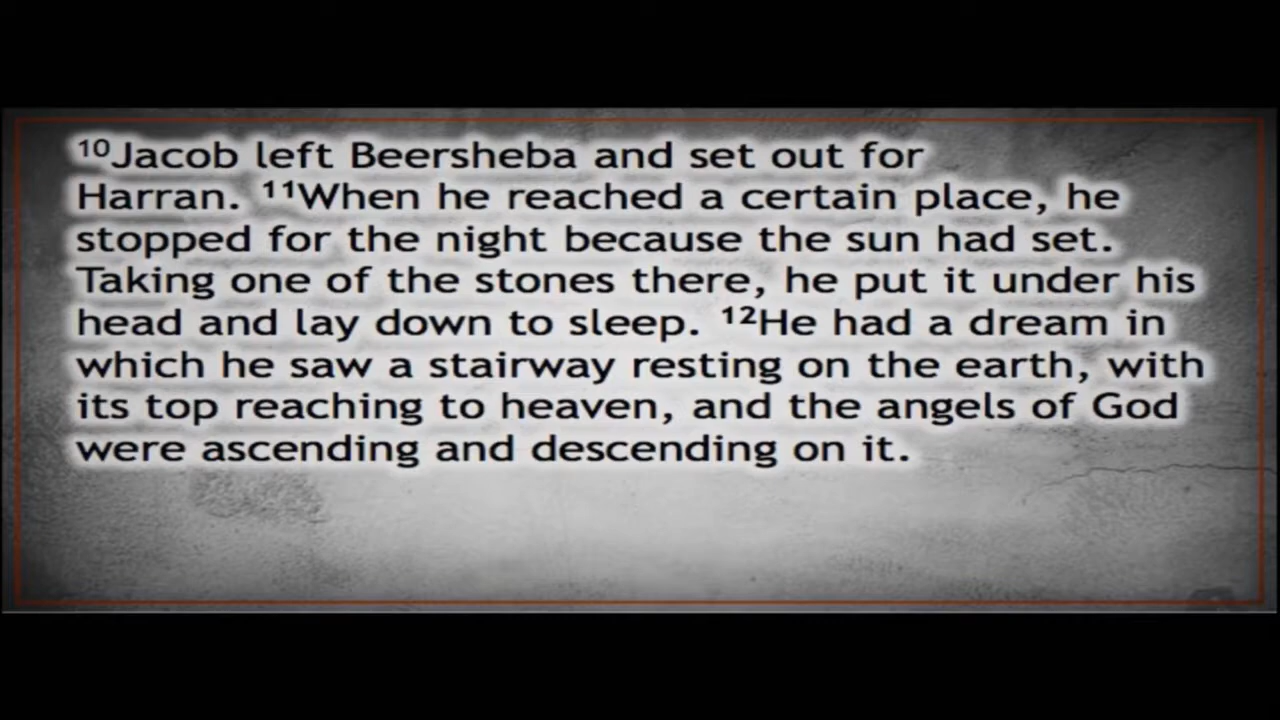 ¹⁰Jacob left Beersheba and set out for
Harran. ¹¹When he reached a certain place, he
stopped for the night because the sun had set.
Taking one of the stones there, he put it under his
head and lay down to sleep. ¹²He had a dream in
which he saw a stairway resting on the earth, with
its top reaching to heaven, and the angels of God
were ascending and descending on it.